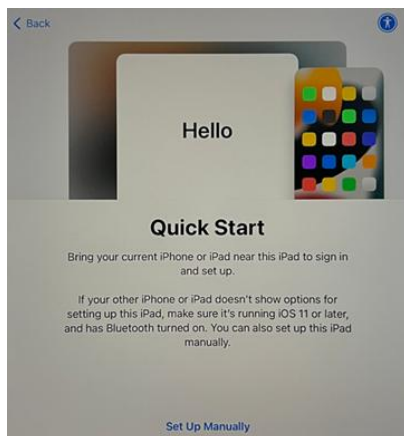 Back
Hello
Quick Start
Bring your current iPhone or iPad near this iPad to sign in
and set up.
If your other iPhone or iPad doesn't show options for
setting up this iPad, make sure it's running iOS 11 or later,
and has Bluetooth turned on. You can also set up this iPad
manually.
Set Up Manually